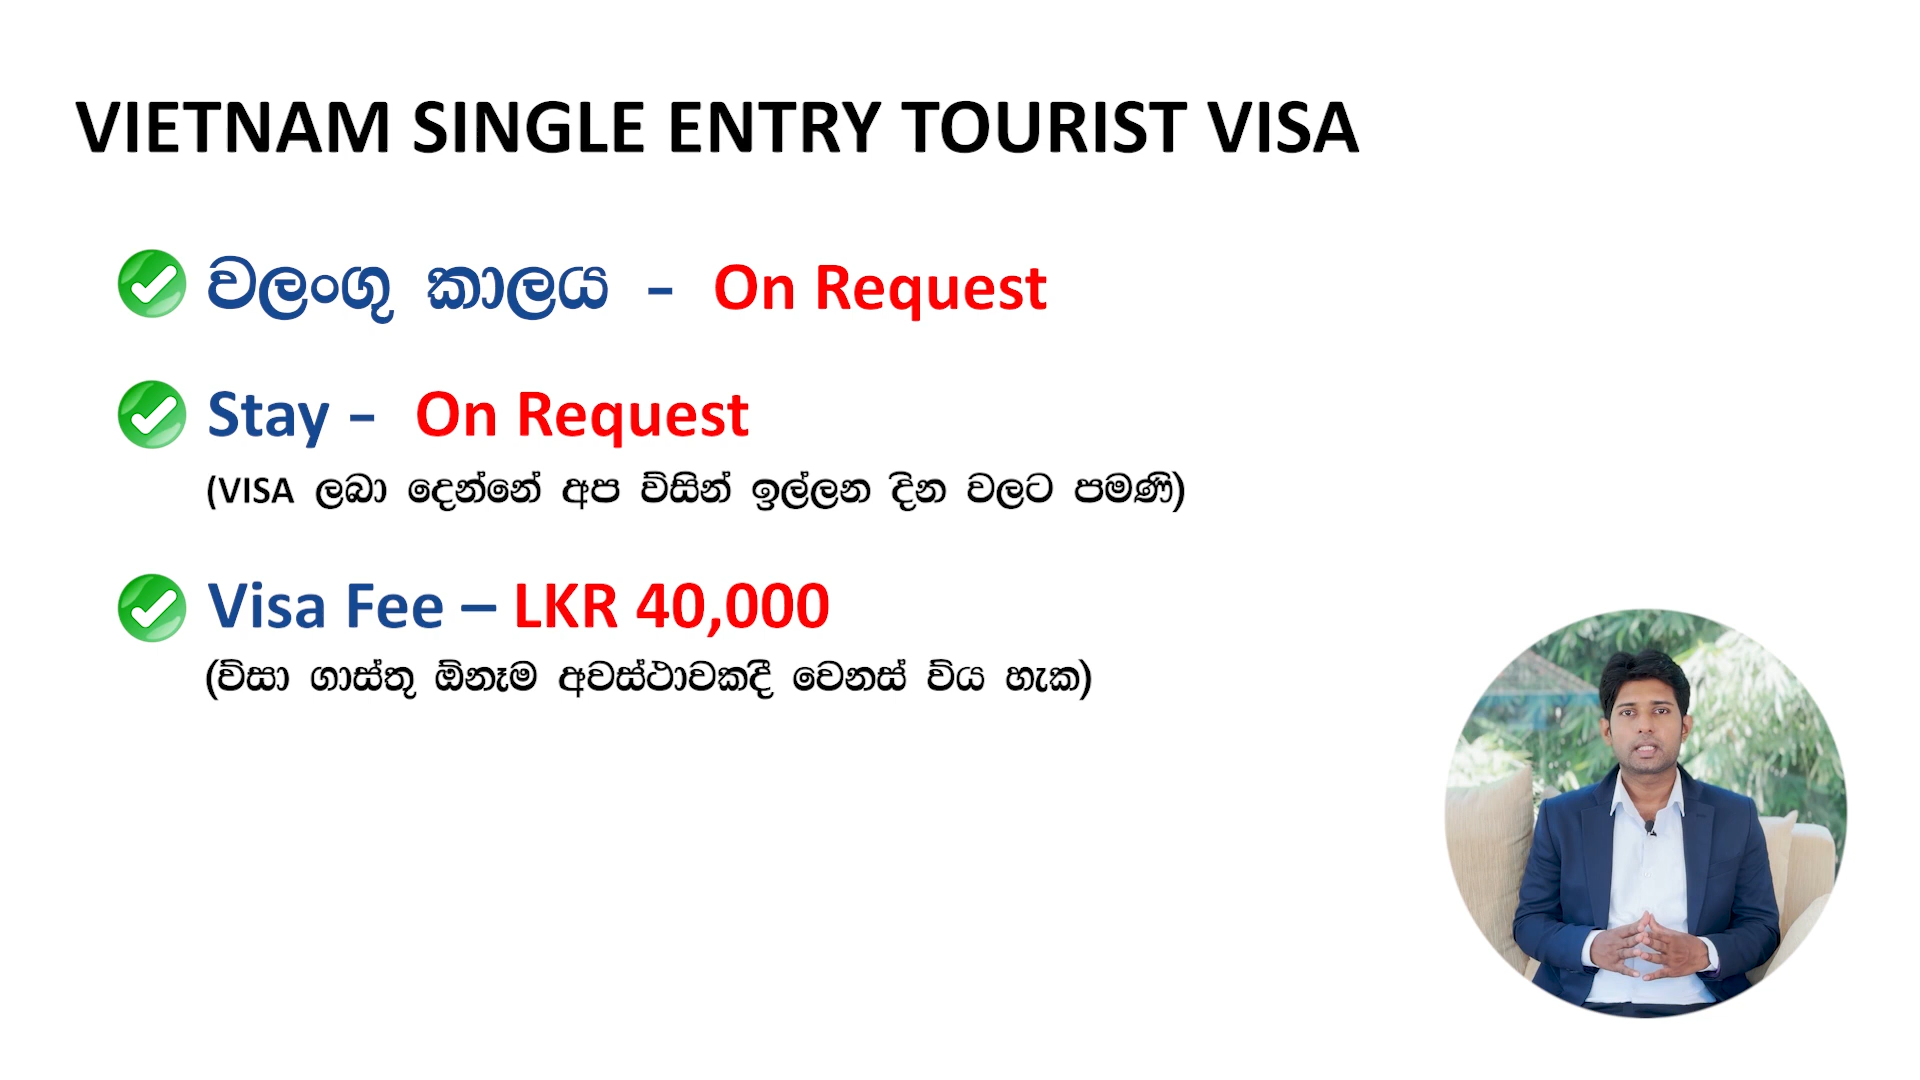 VIETNAM SINGLE ENTRY TOURIST VISA
වලංගු කාලය - On Request
Stay - On Request
(VISA ලබා දෙන්නේ අප විසින් ඉල්ලන දින වලට පමණි)
Visa Fee – LKR 40,000
(විසා ගාස්තු ඕනෑම අවස්ථාවකදී වෙනස් විය හැක)